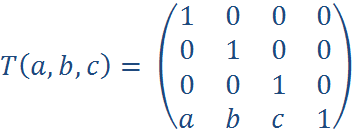 T(a, b, c) = 
1 0 0 0
0 1 0 0
0 0 1 0
a b c 1